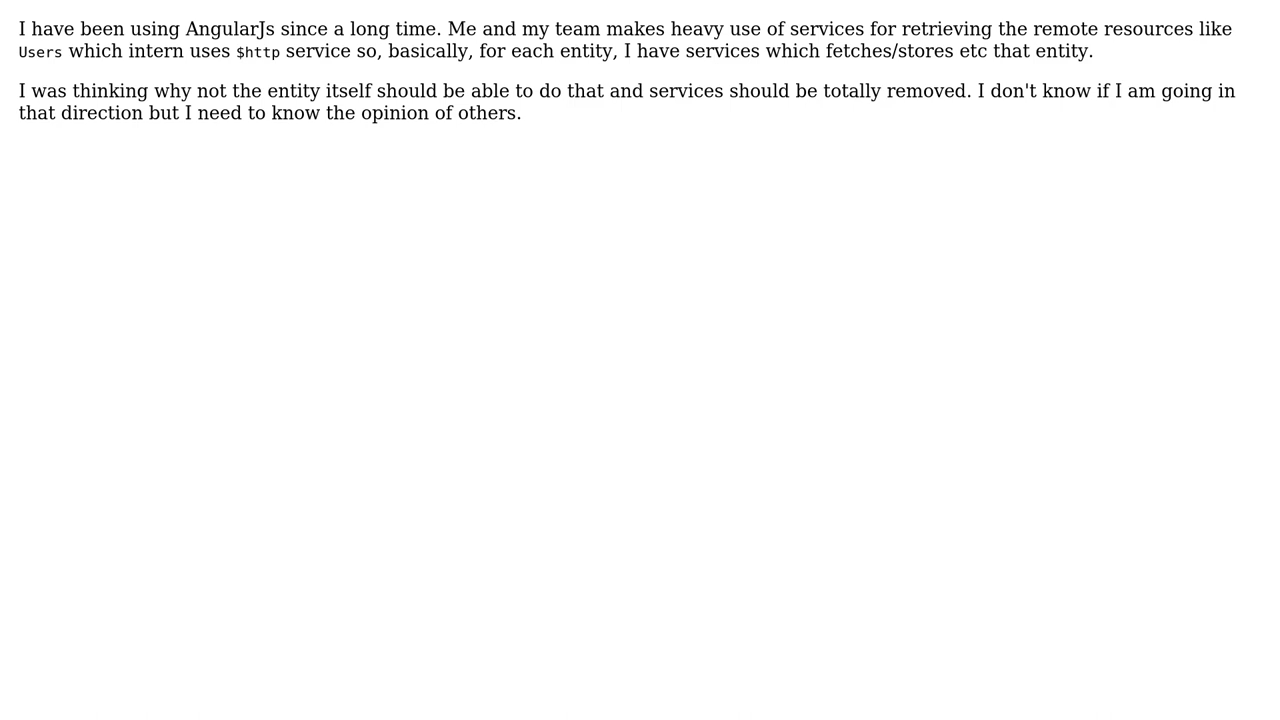 I have been using AngularJs since a long time. Me and my team makes heavy use of services for retrieving the remote resources like
Users which intern uses $http service so, basically, for each entity, I have services which fetches/stores etc that entity.
I was thinking why not the entity itself should be able to do that and services should be totally removed. I don't know if I am going in
that direction but I need to know the opinion of others.